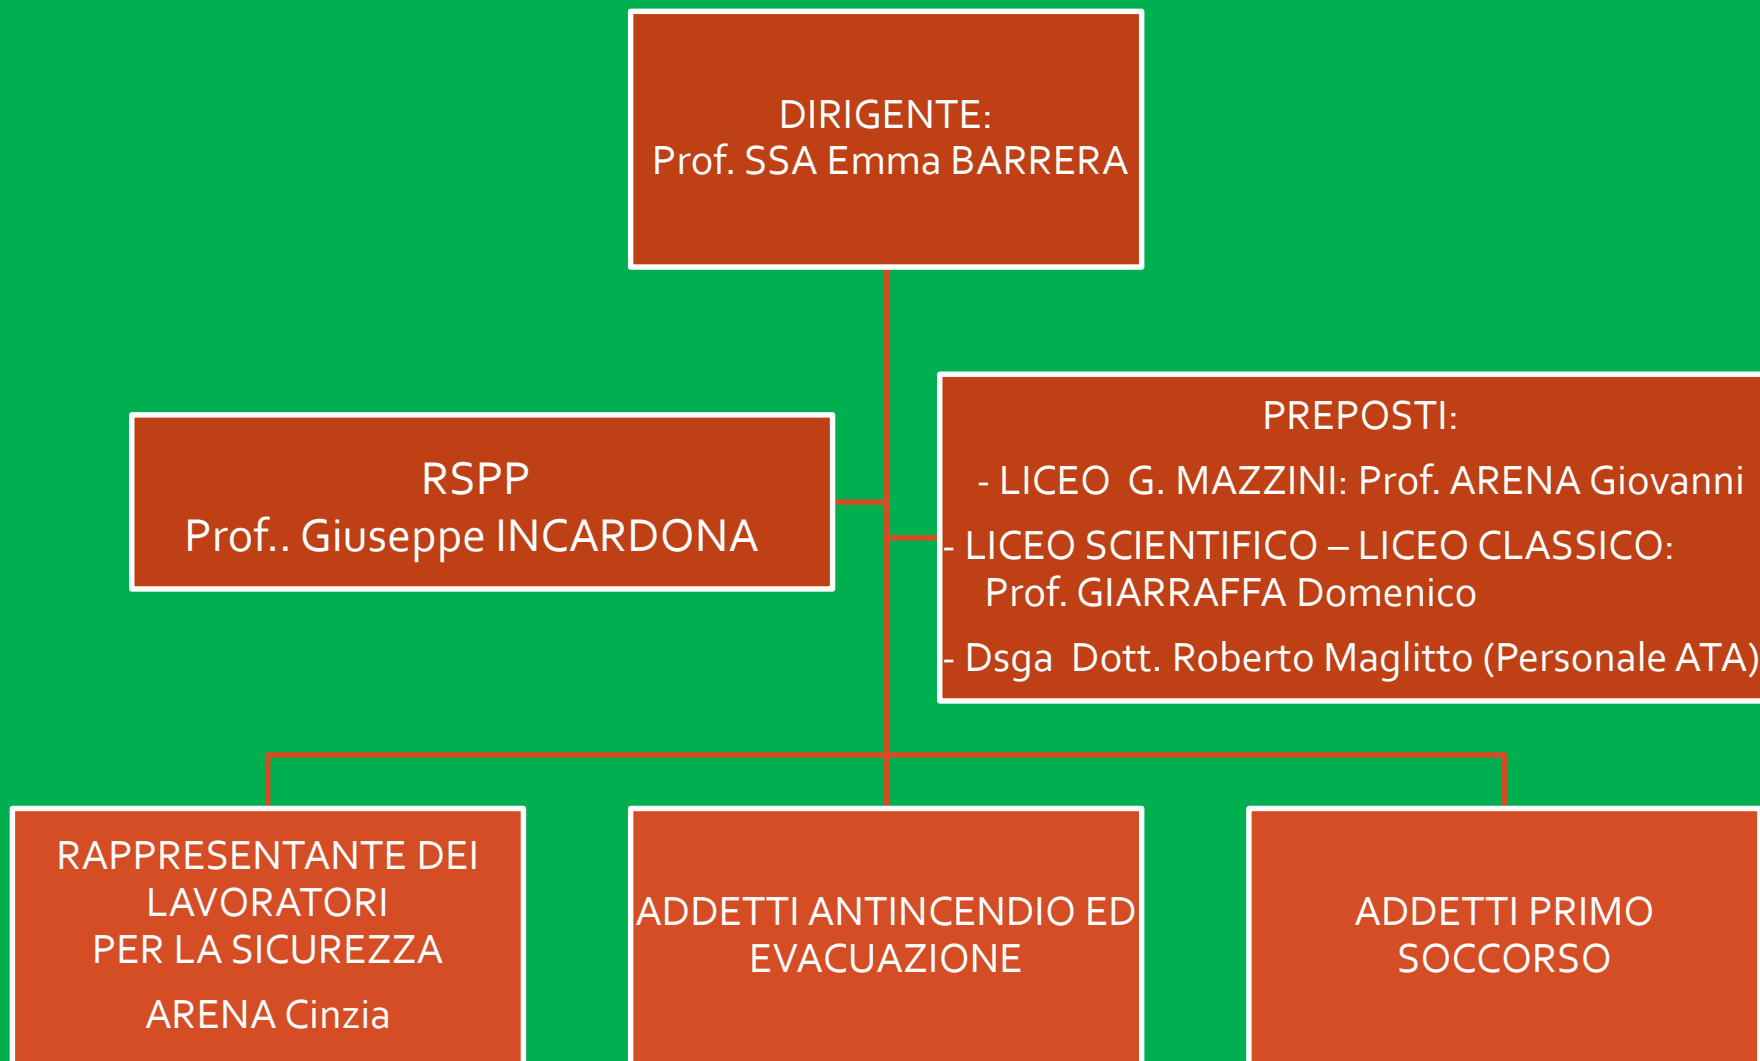 DIRIGENTE:
Prof. SSA Emma BARRERA
RSPP
Prof.. Giuseppe INCARDONA
PREPOSTI:
- LICEO G. MAZZINI: Prof. ARENA Giovanni
- LICEO SCIENTIFICO – LICEO CLASSICO:
Prof. GIARRAFFA Domenico
- Dsga Dott. Roberto Maglitto (Personale ATA)
RAPPRESENTANTE DEI
LAVORATORI
PER LA SICUREZZA
ARENA Cinzia
ADDETTI ANTINCENDIO ED
EVACUAZIONE
ADDETTI PRIMO
SOCCORSO